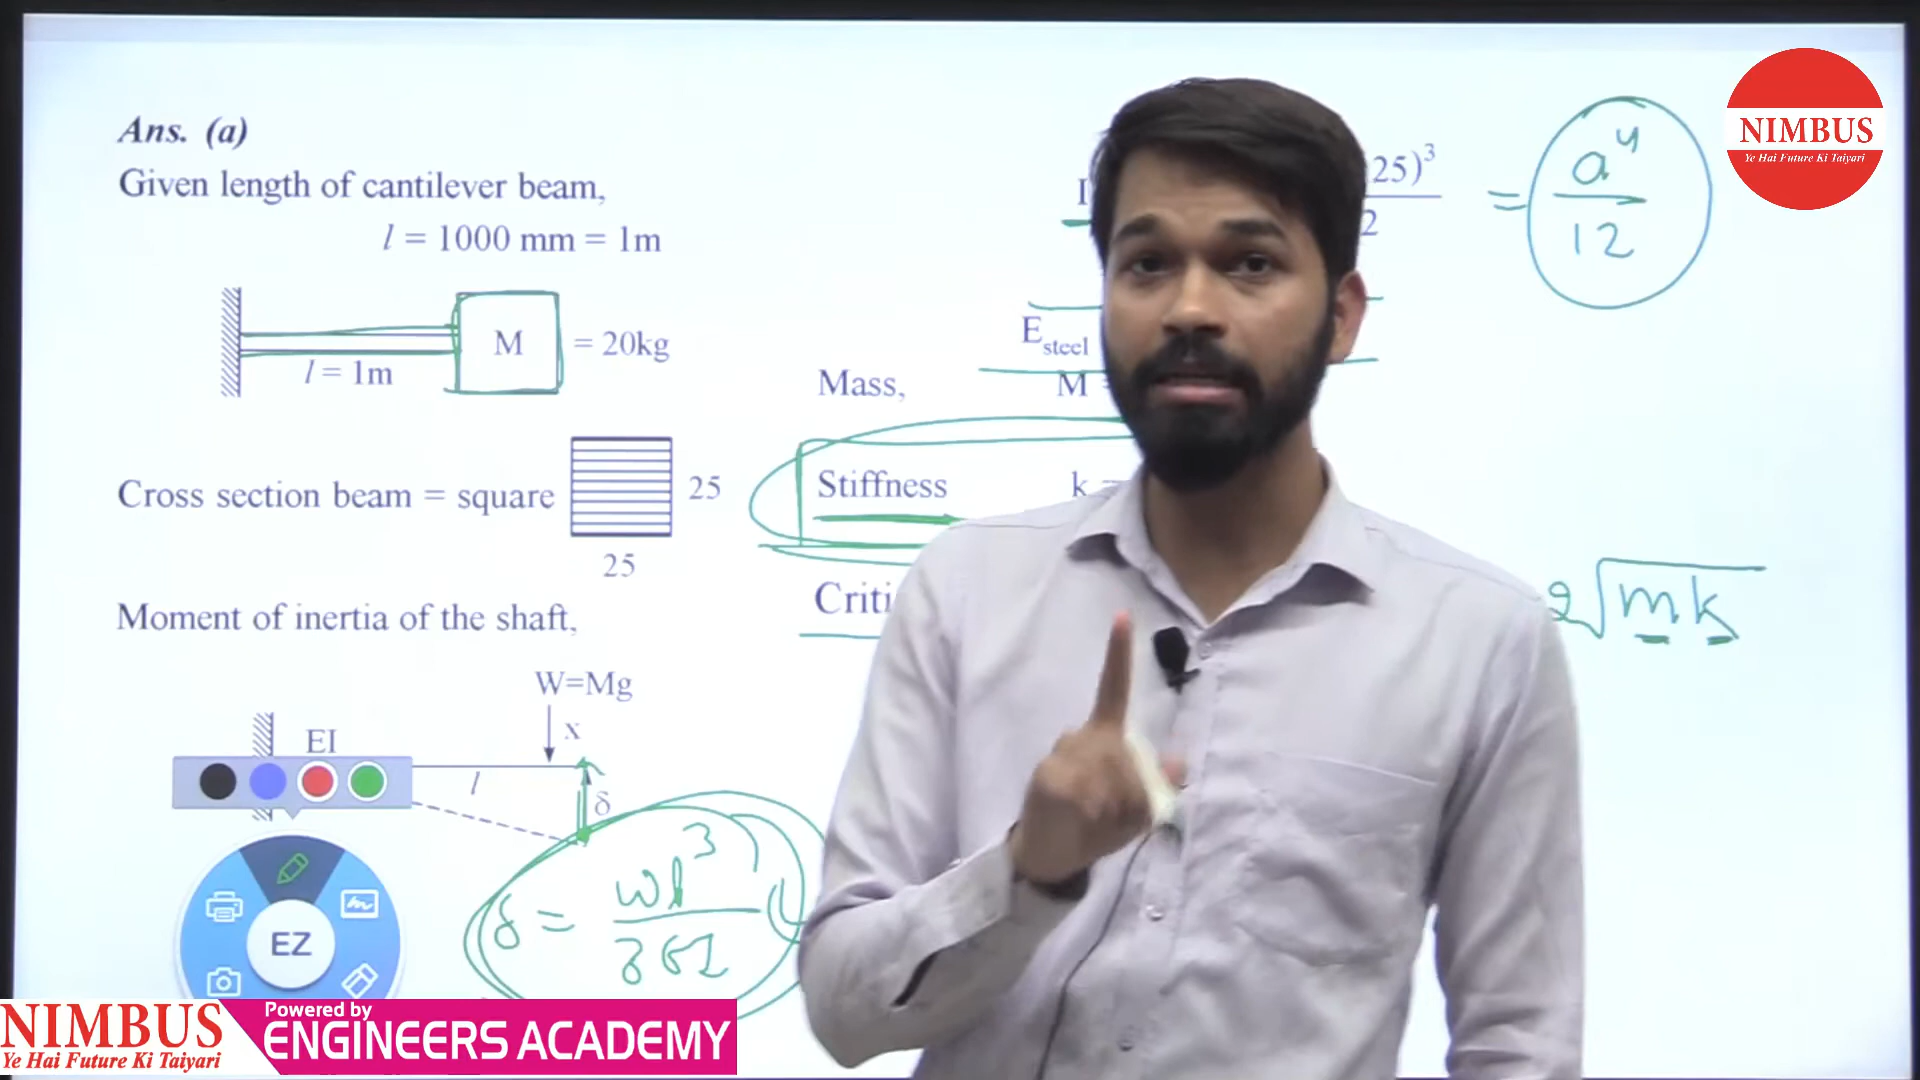 Ans. (a)
Given length of cantilever beam,
l = 1000 mm = 1m
M = 20kg
l = 1m
Cross section beam = square
25
25
Moment of inertia of the shaft,
W=Mg
x
EI
l
δ
δ = wl³/3EI
EZ
I
25)³
2
= a⁴/12
E steel
Mass, M
Stiffness k =
Criti
2√mk
NIMBUS
Ye Hai Future Ki Taiyari
NIMBUS
Ye Hai Future Ki Taiyari
Powered by
ENGINEERS ACADEMY